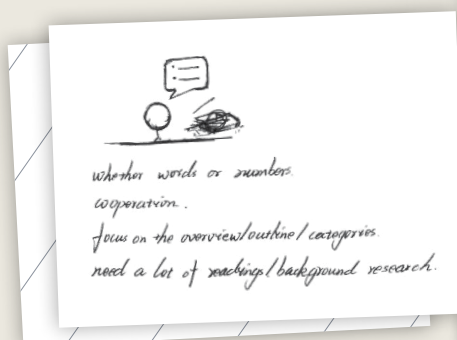 whether words or numbers.
cooperation.
focus on the overview/outline/categories.
need a lot of readings/background research.